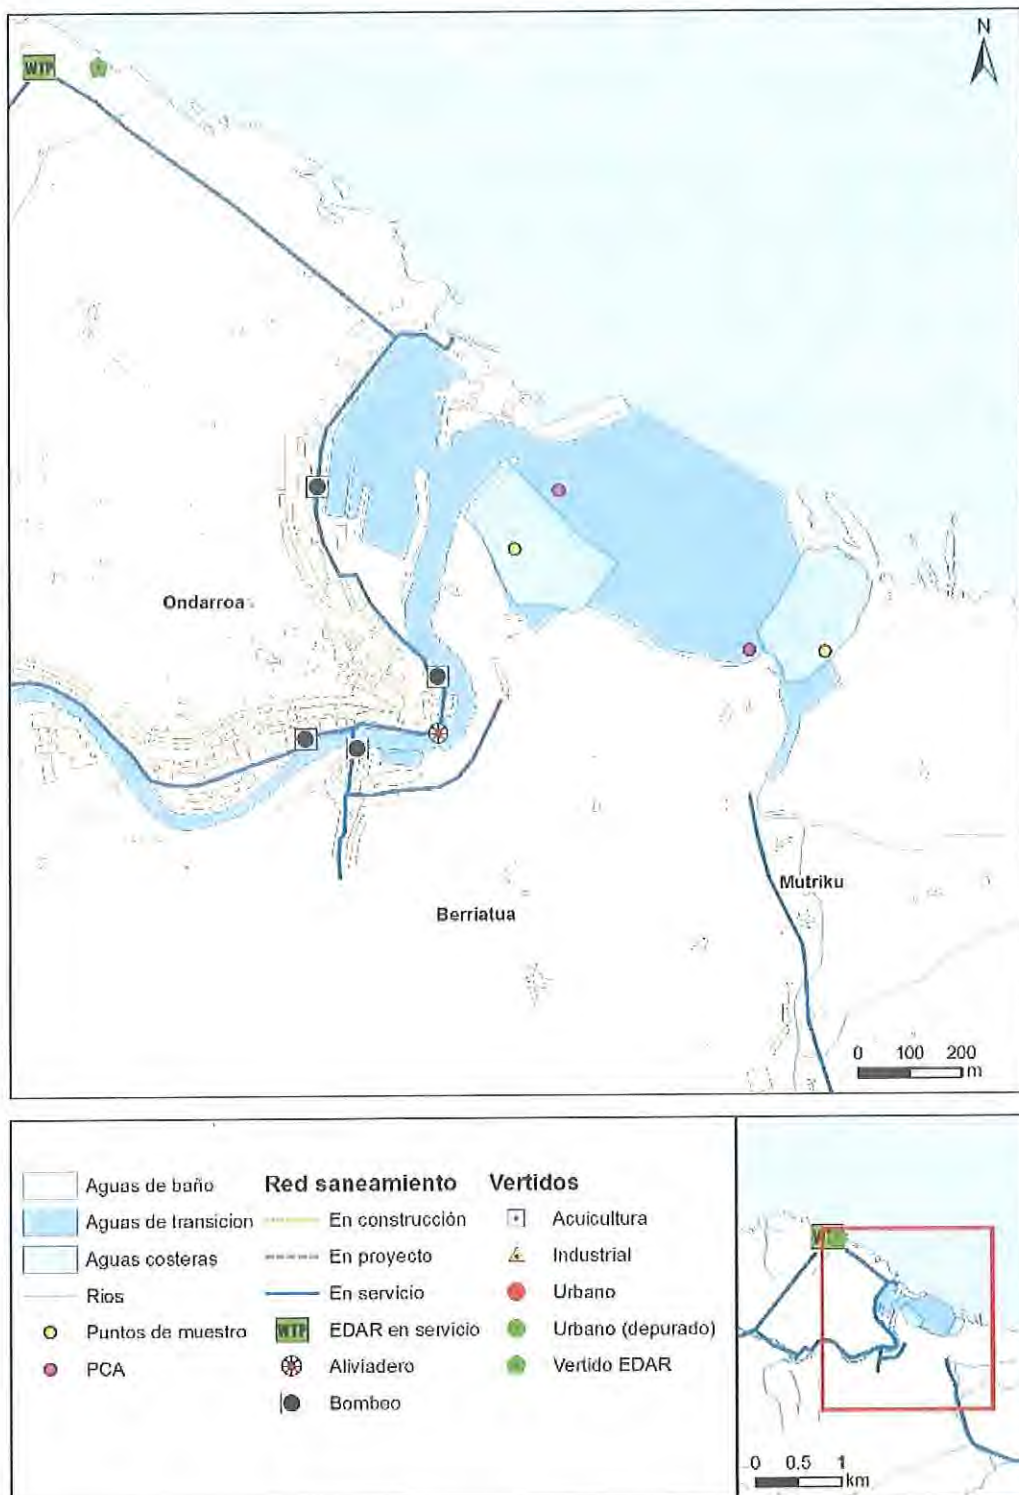 N
WTP
Ondarroa
Berriatua
Mutriku
0 100 200
m
Aguas de baño
Aguas de transicion
Aguas costeras
Rios
Puntos de muestro
PCA
Red saneamiento
En construcción
En proyecto
En servicio
WTP EDAR en servicio
Aliviadero
Bombeo
Vertidos
Acuicultura
Industrial
Urbano
Urbano (depurado)
Vertido EDAR
0 0.5 1
km